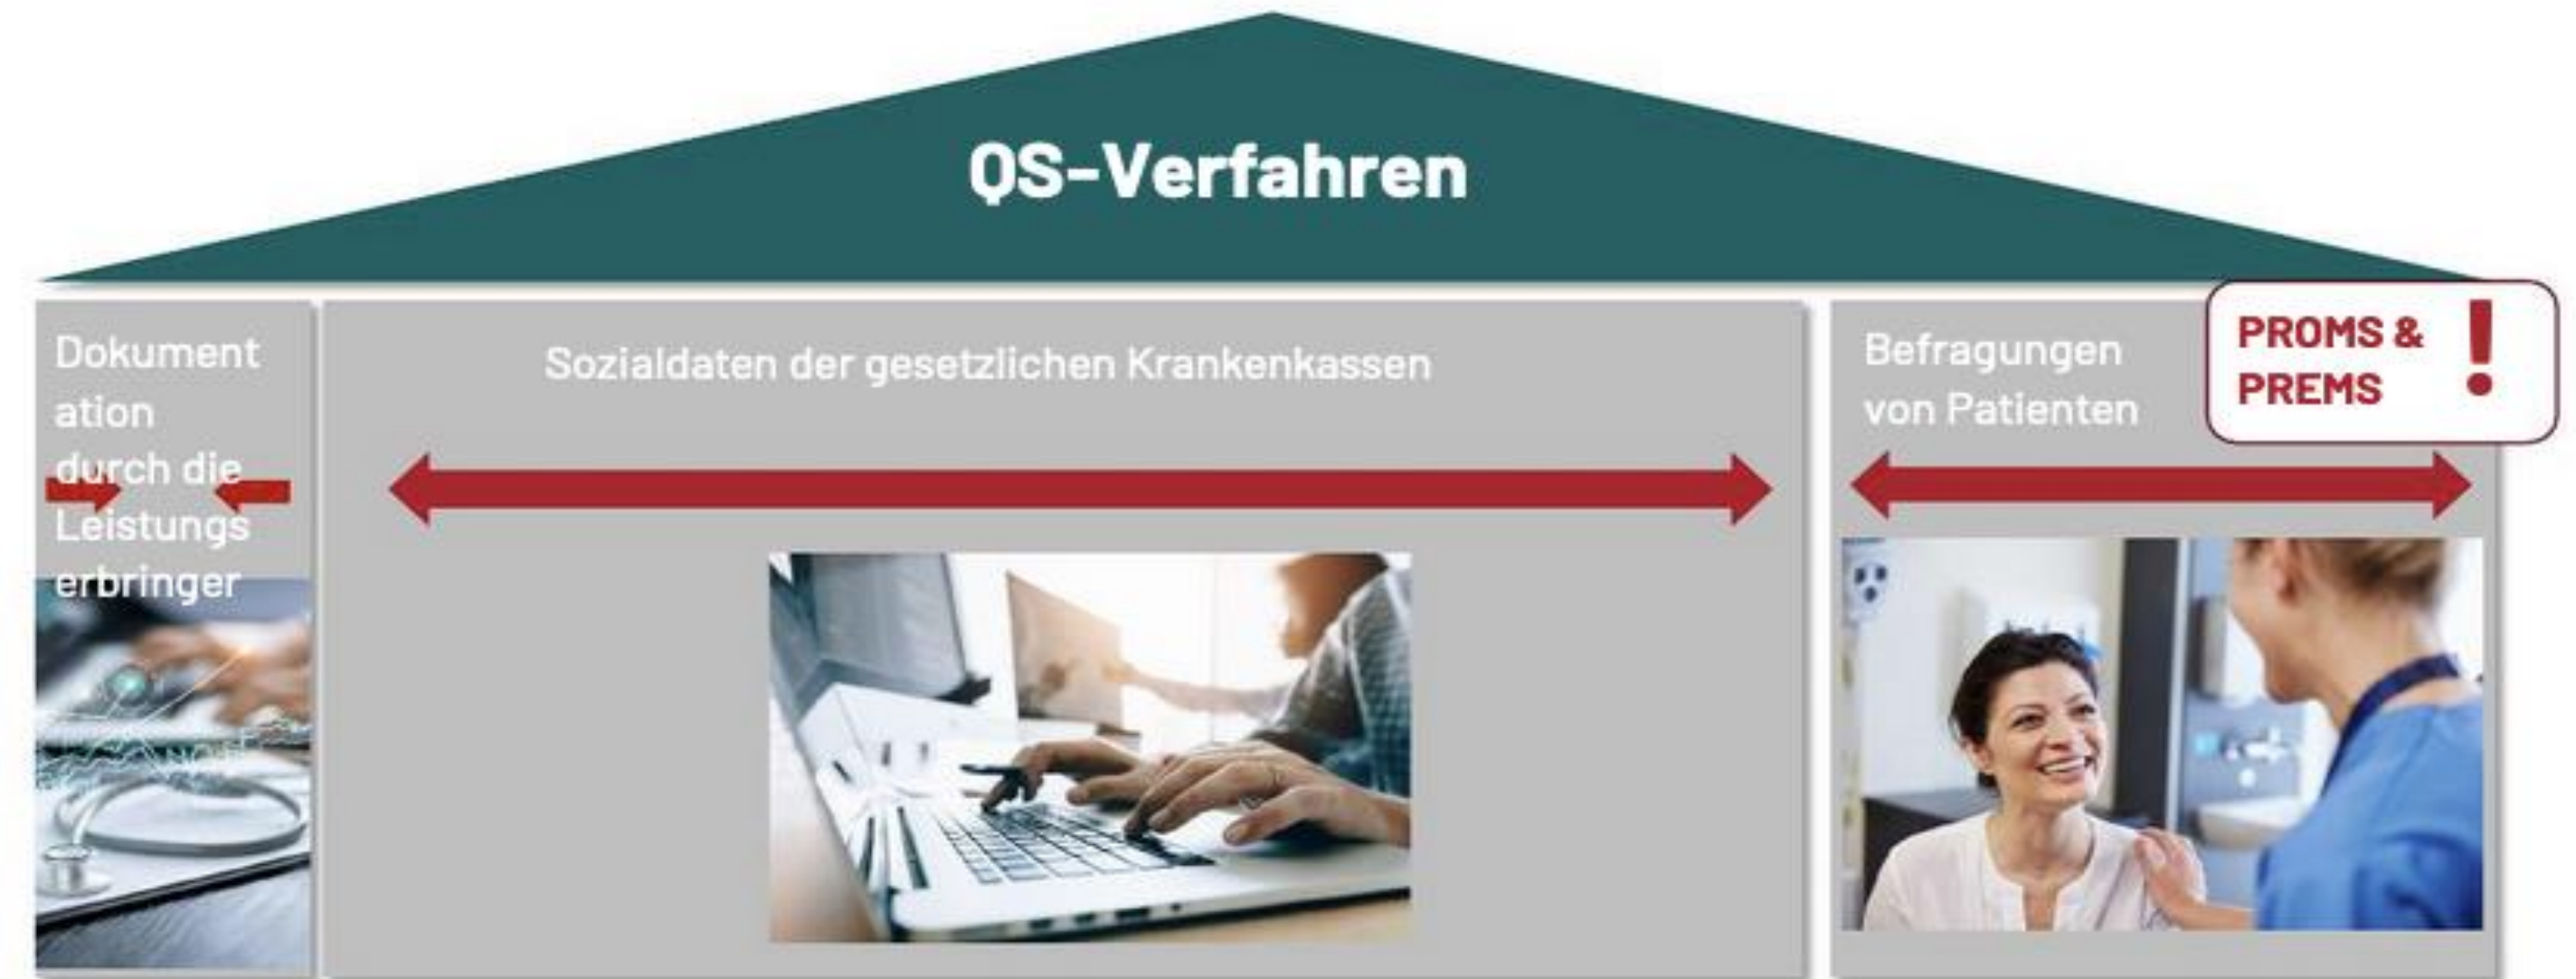 QS-Verfahren
Dokument
ation
durch die
Leistungs
erbringer
Sozialdaten der gesetzlichen Krankenkassen
Befragungen
von Patienten
PROMS &
PREMS !